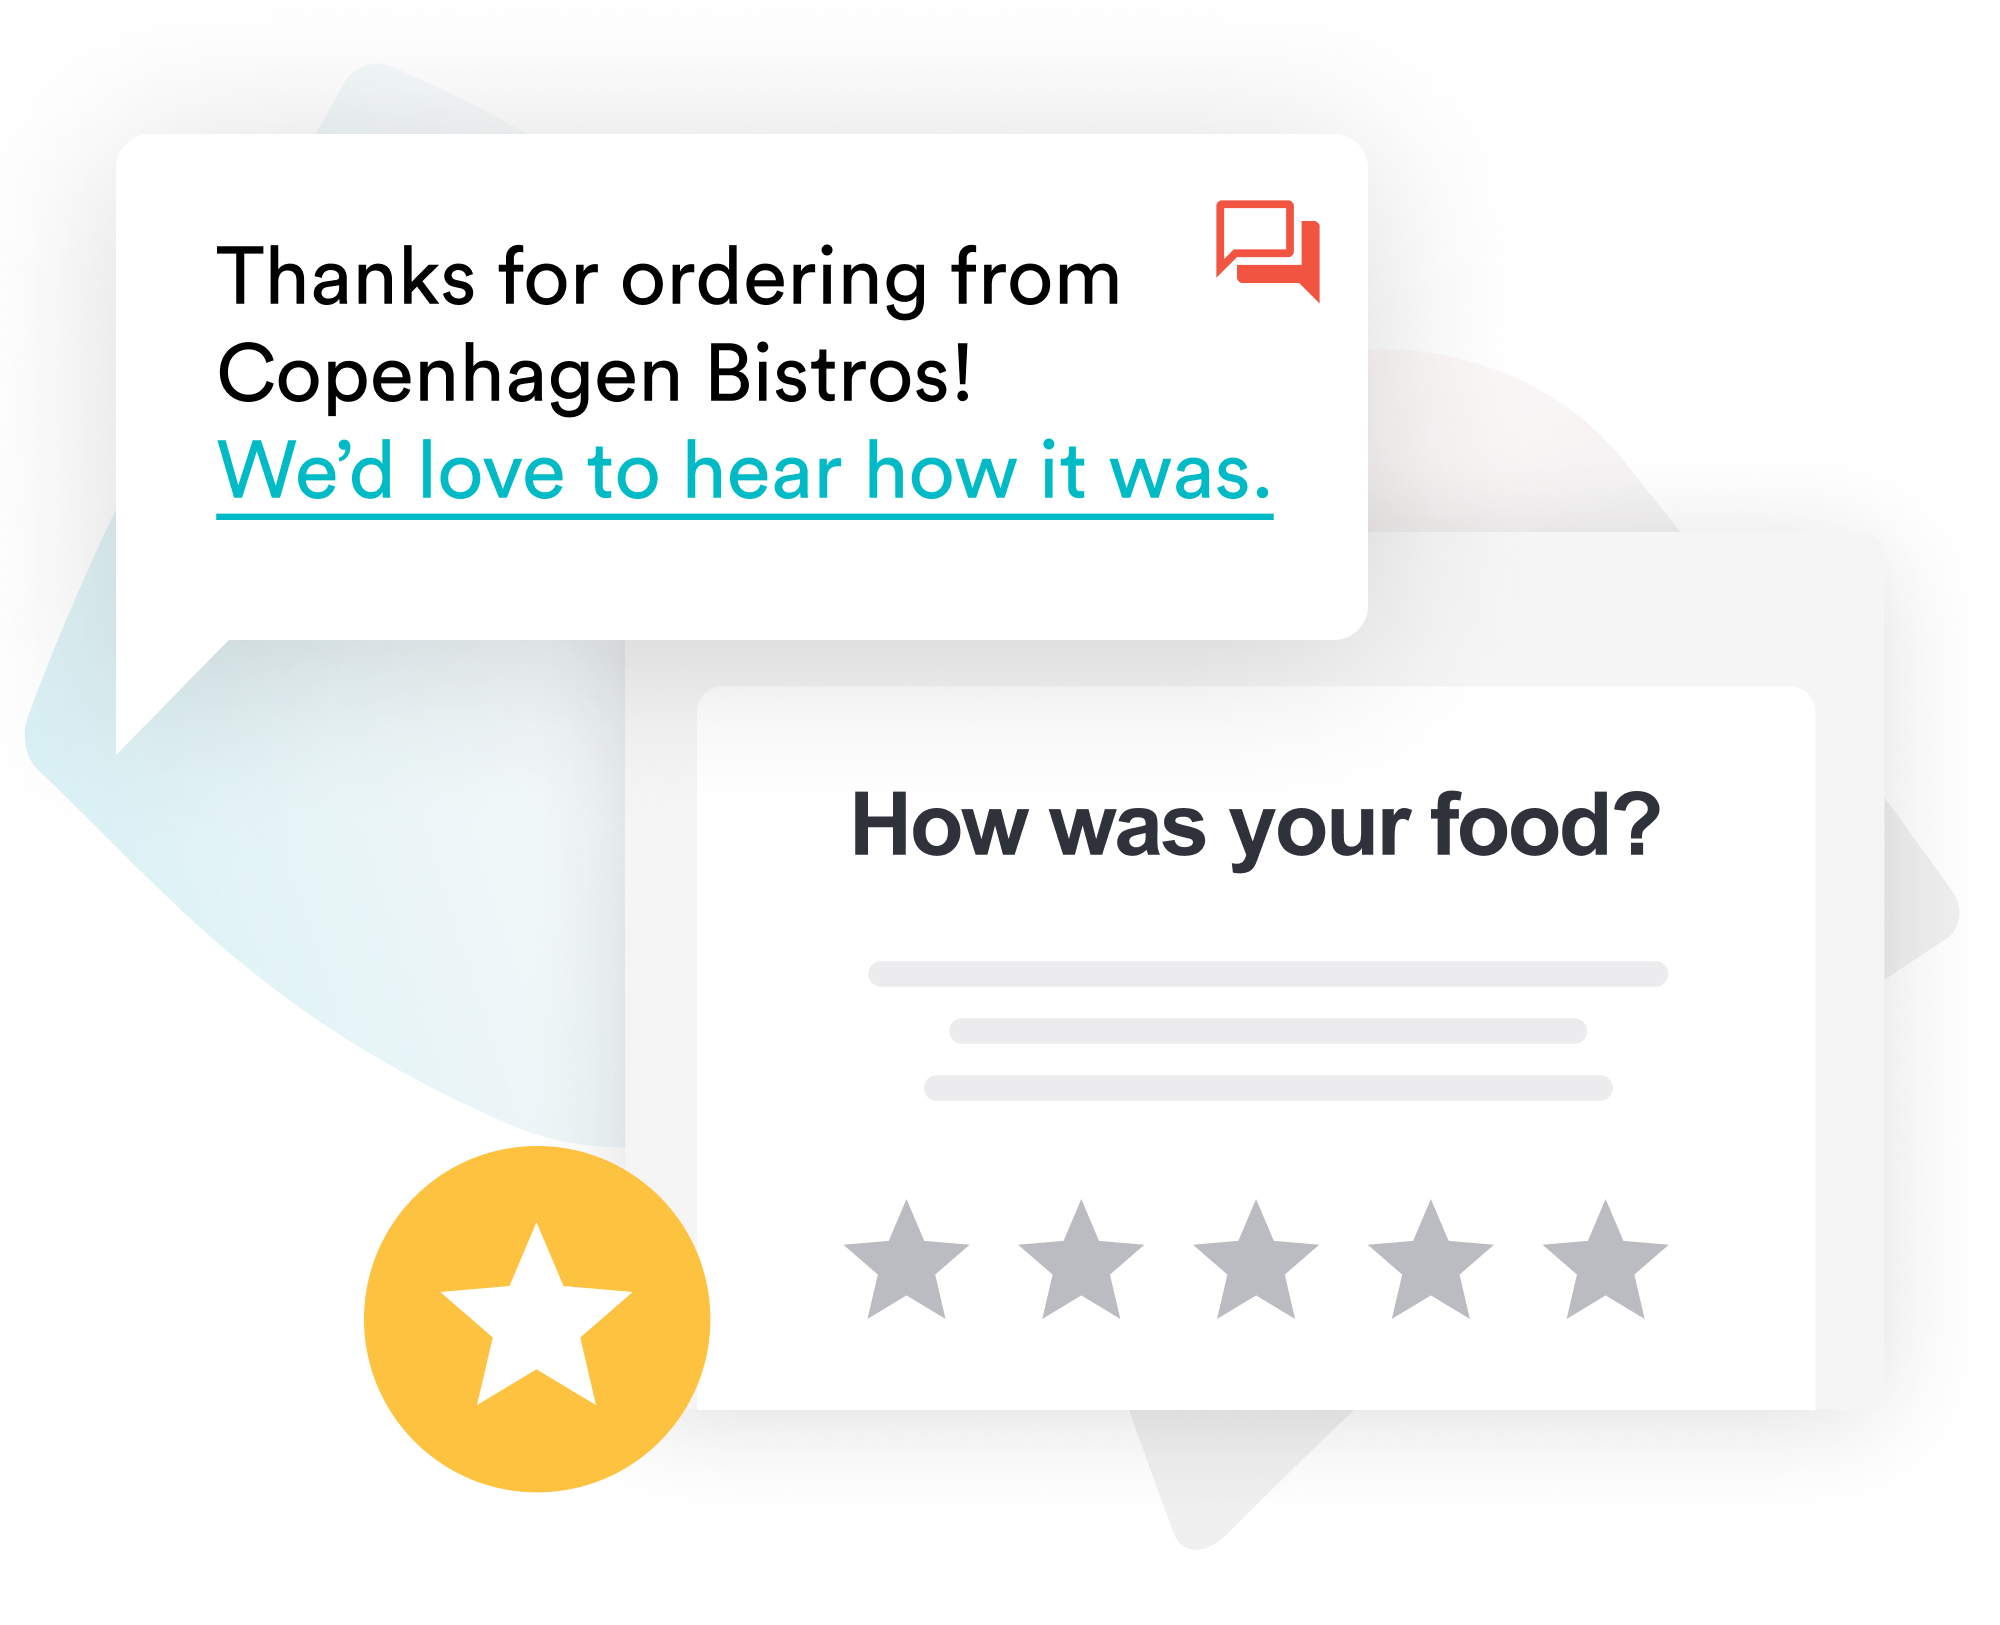 Thanks for ordering from
Copenhagen Bistros!
We’d love to hear how it was.
How was your food?